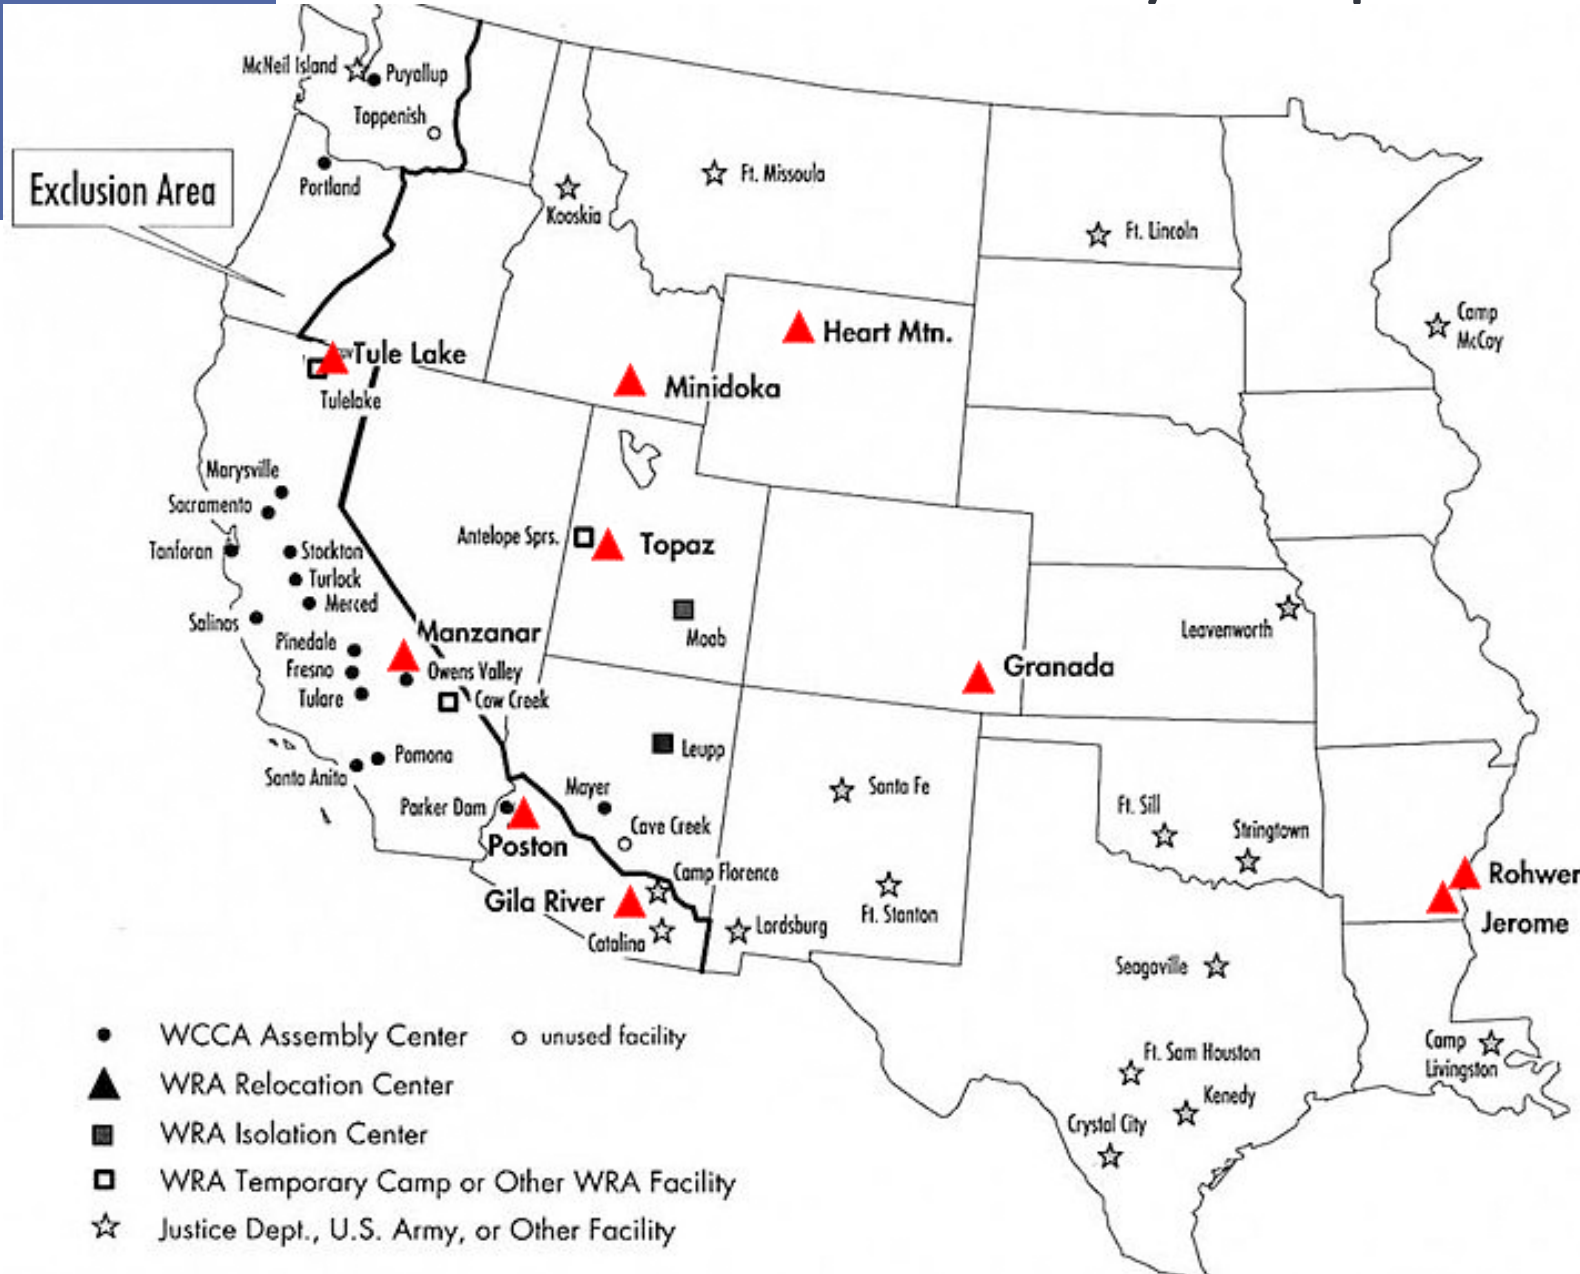 McNeil Island
Puyallup
Toppenish
Exclusion Area
Portland
Kooskia
Ft. Missoula
Ft. Lincoln
Camp
McCoy
Tule Lake
Tulelake
Heart Mtn.
Minidoka
Marysville
Sacramento
Tanforan
Stockton
Turlock
Merced
Salinas
Pinedale
Fresno
Tulare
Antelope Sprs.
Topaz
Moab
Manzanar
Owens Valley
Cow Creek
Granada
Leavenworth
Pomona
Santa Anita
Leupp
Mayer
Parker Dam
Poston
Cave Creek
Camp Florence
Gila River
Catalina
Lordsburg
Santa Fe
Ft. Stanton
Ft. Sill
Stringtown
Rohwer
Jerome
Seagoville
Ft. Sam Houston
Kenedy
Crystal City
Camp
Livingston
WCCA Assembly Center
unused facility
WRA Relocation Center
WRA Isolation Center
WRA Temporary Camp or Other WRA Facility
Justice Dept., U.S. Army, or Other Facility